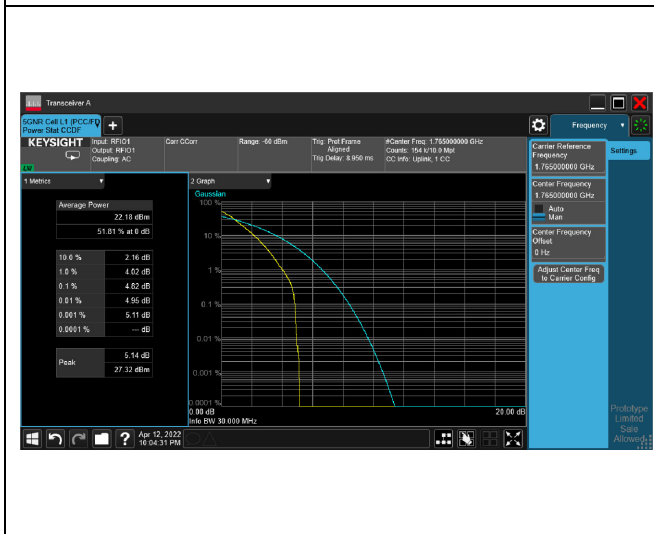 Transceiver A
5GNR Cell L1 (PCC/FD
Power Stat CCDF
Frequency
KEYSIGHT
Input: RFIO1
Output: RFIO1
Coupling: AC
Corr CCorr
Range: -60 dBm
Trig: Pret Frame
Aligned
Trig Delay: 8.950 ms
#Center Freq: 1.765000000 GHz
Counts: 154 k/10.0 Mpt
CC Info: Uplink, 1 CC
Carrier Reference
Frequency
1.765000000 GHz
Settings
Center Frequency
1.765000000 GHz
Auto
Man
Center Frequency
Offset
0 Hz
Adjust Center Freq
to Carrier Config
1 Metrics
2 Graph
Gaussian
Average Power
22.18 dBm
51.81 % at 0 dB
10.0 % 2.16 dB
1.0 % 4.02 dB
0.1 % 4.82 dB
0.01 % 4.95 dB
0.001 % 5.11 dB
0.0001 % --- dB
Peak
5.14 dB
27.32 dBm
100 %
10 %
1 %
0.1 %
0.01 %
0.001 %
0.0001 %
0.00 dB
20.00 dB
Info BW 30.000 MHz
Prototype
Limited
Sale
Allowed
Apr 12, 2022
10:04:31 PM